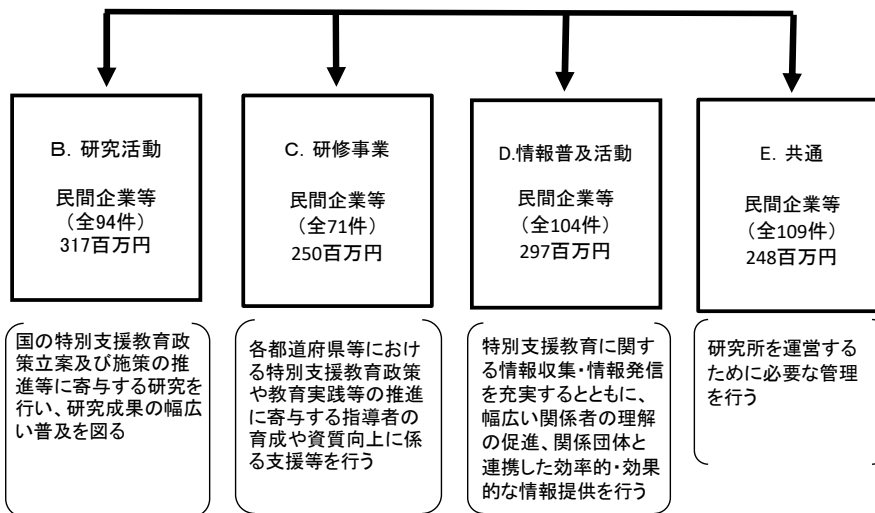 B．研究活動
民間企業等
（全94件）
317百万円
C．研修事業
民間企業等
（全71件）
250百万円
D.情報普及活動
民間企業等
（全104件）
297百万円
E．共通
民間企業等
（全109件）
248百万円
国の特別支援教育政
策立案及び施策の推
進等に寄与する研究を
行い、研究成果の幅広
い普及を図る
各都道府県等における
特別支援教育政策
や教育実践等の推進
に寄与する指導者の
育成や資質向上に係
る支援等を行う
特別支援教育に関する
情報収集・情報発信
を充実するとともに、
幅広い関係者の理解
の促進、関係団体と
連携した効率的・効果
的な情報提供を行う
研究所を運営する
ために必要な管理
を行う